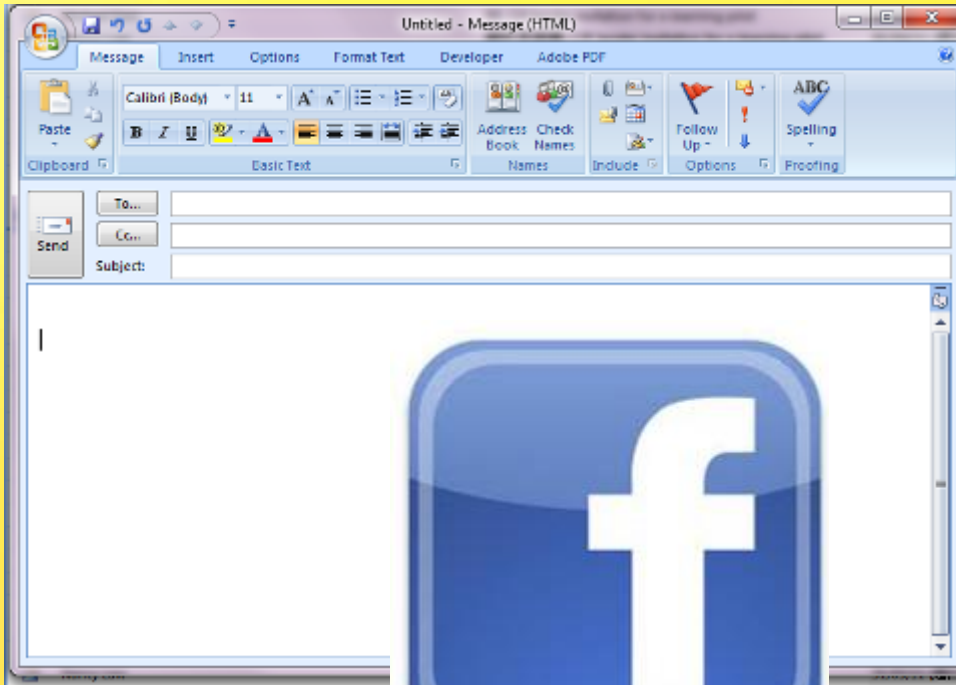 Untitled - Message (HTML)
Message Insert Options Format Text Developer Adobe PDF
Paste
Calibri (Body) 11 A A
B I U A
Address Book
Check Names
Follow Up
ABC
Spelling
Clipboard Basic Text Names Include Options Proofing
Send
To...
Cc...
Subject:
f